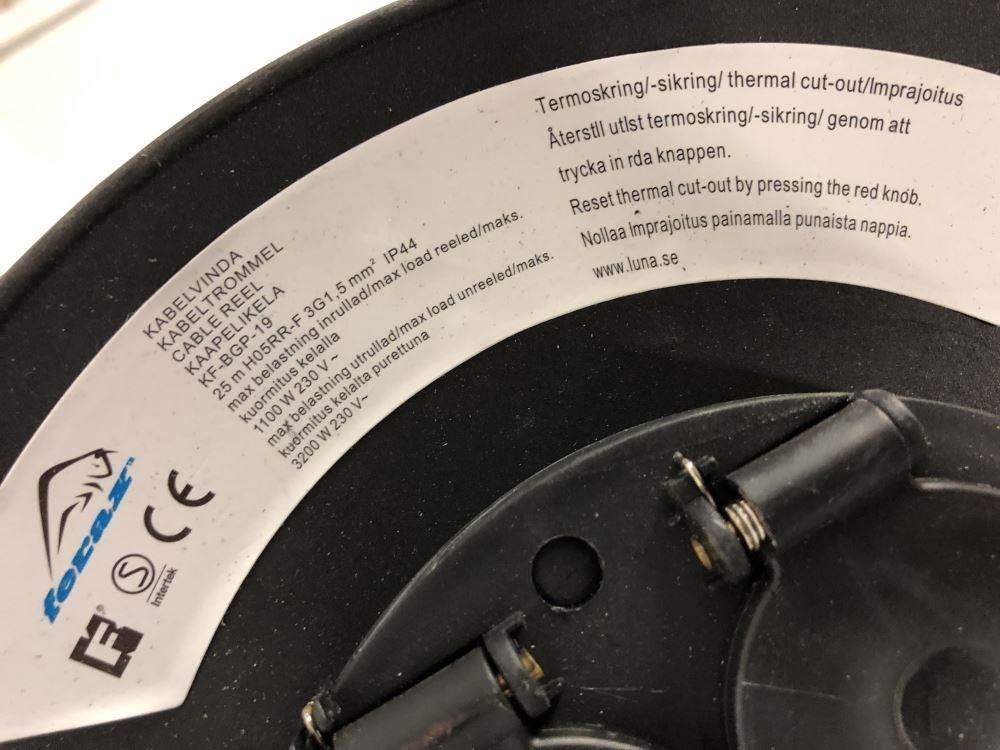 Termoskring/-sikring/ thermal cut-out/Imprajoitus
Återstll utlst termoskring/-sikring/ genom att
trycka in rda knappen.
Reset thermal cut-out by pressing the red knob.
Nollaa lmprajoitus painamalla punaista nappia.
www.luna.se
KABELVINDA
KABELTROMMEL
CABLE REEL
KAAPELIKELA
KF-BGP-19
25 m H05RR-F 3G1,5 mm² IP44
max belastning inrullad/max load reeled/maks.
kuormitus kelalla
1100 W 230 V~
max belastning utrullad/max load unreeled/maks.
kuormitus kelalta purettuna
3200 W 230 V~
forax™
CE
S
Intertek